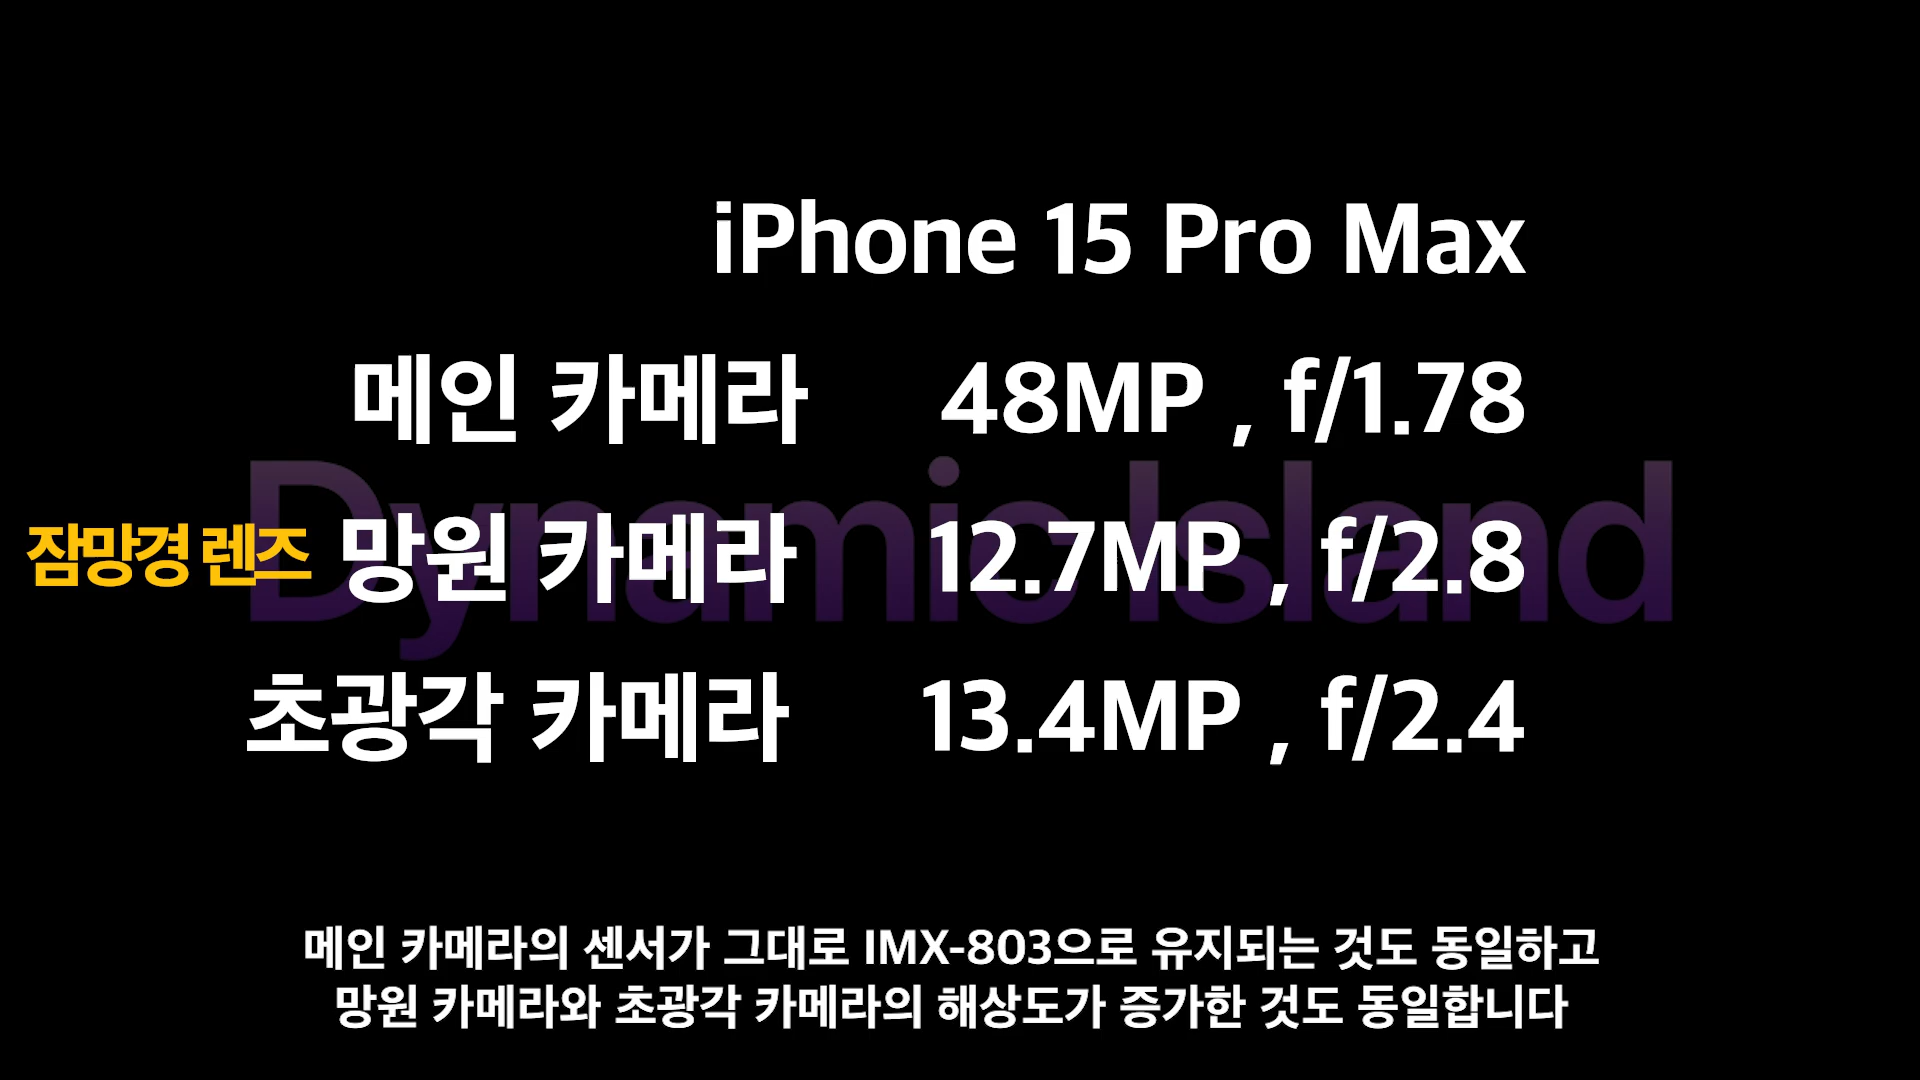 iPhone 15 Pro Max
메인 카메라 48MP , f/1.78
Dynamic Island
잠망경 렌즈 망원 카메라 12.7MP , f/2.8
초광각 카메라 13.4MP , f/2.4
메인 카메라의 센서가 그대로 IMX-803으로 유지되는 것도 동일하고
망원 카메라와 초광각 카메라의 해상도가 증가한 것도 동일합니다